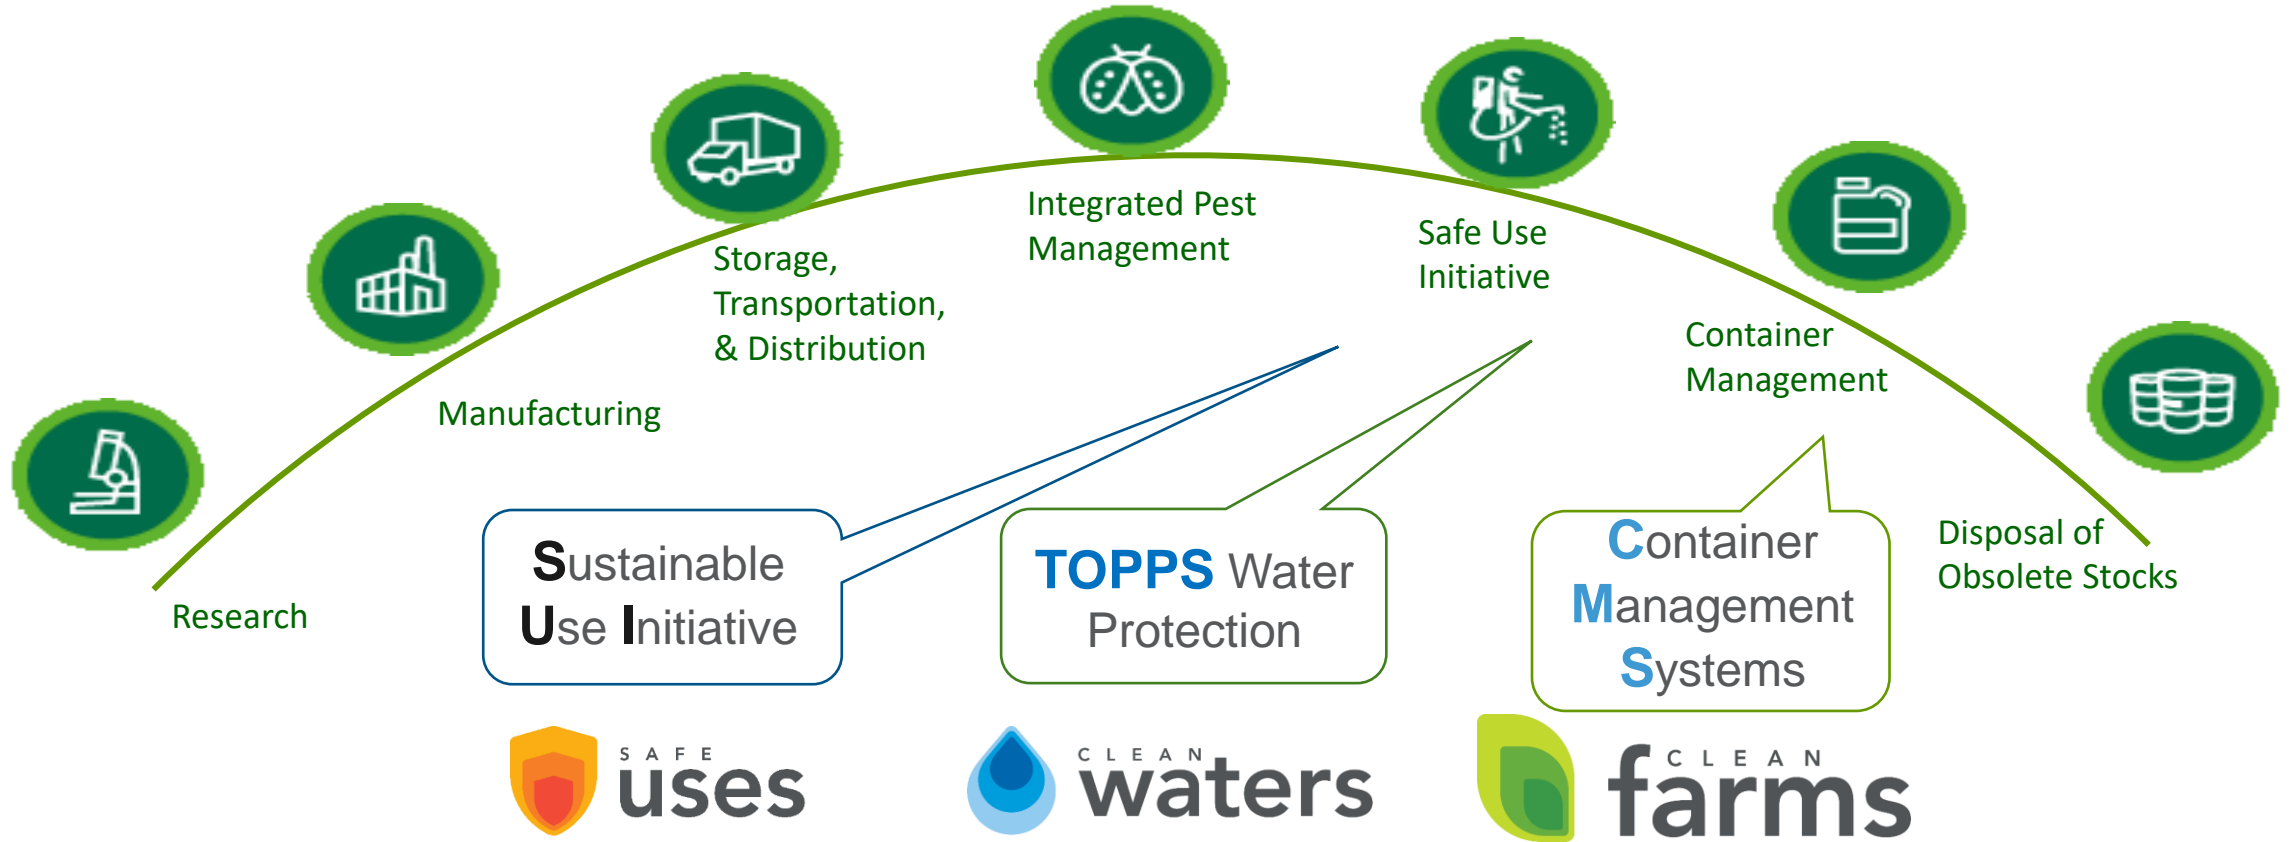 Integrated Pest
Management
Safe Use
Initiative
Storage,
Transportation,
& Distribution
Container
Management
Manufacturing
Disposal of
Obsolete Stocks
Research
Sustainable
Use Initiative
TOPPS Water
Protection
Container
Management
Systems
SAFE
uses
CLEAN
waters
CLEAN
farms